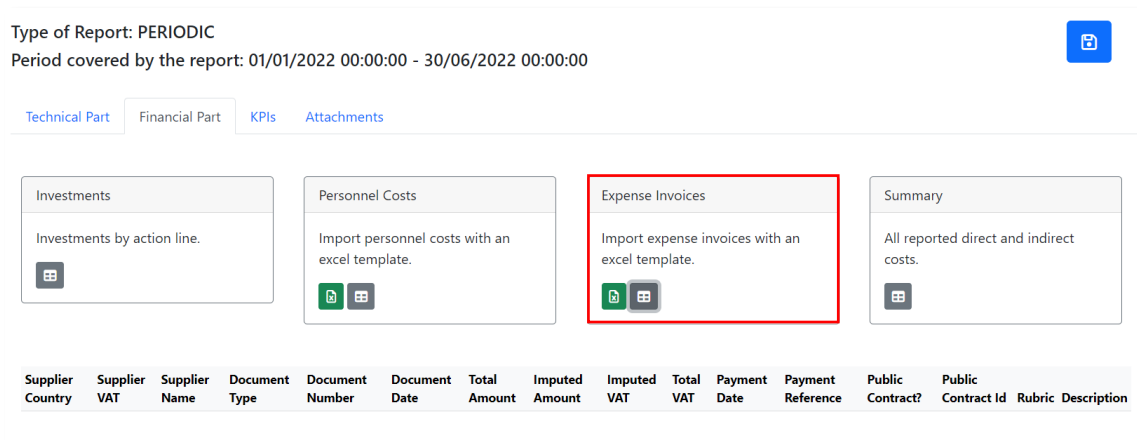 Type of Report: PERIODIC
Period covered by the report: 01/01/2022 00:00:00 - 30/06/2022 00:00:00
Technical Part Financial Part KPIs Attachments
Investments
Investments by action line.
Personnel Costs
Import personnel costs with an
excel template.
Expense Invoices
Import expense invoices with an
excel template.
Summary
All reported direct and indirect
costs.
Supplier Supplier Supplier Document Document Document Total Imputed Imputed Total Payment Payment Public Public
Country VAT Name Type Number Date Amount Amount VAT VAT Date Reference Contract? Contract Id Rubric Description